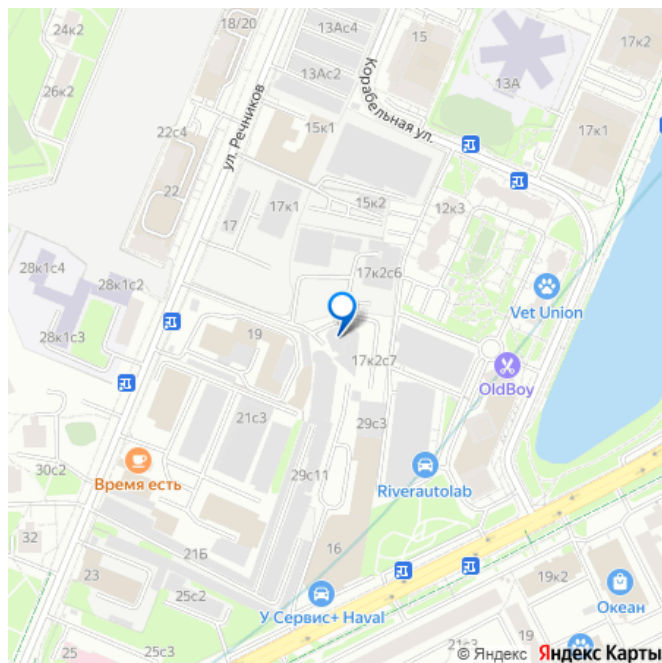 24к2
18/20
13Ас4
15
17к2
26к2
13Ас2
Корабельная ул.
13А
ул. Речников
22с4
15к1
17к1
22
17
17к1
15к2
12к3
28к1с4
28к1с2
17к2с6
Vet Union
28к1с3
19
17к2с7
OldBoy
21с3
29с3
30с2
Время есть
29с11
Riverautolab
32
21Б
16
23
25с2
У Сервис+ Haval
19к2
Океан
25
25с3
21с3
19
© Яндекс Яндекс Карты